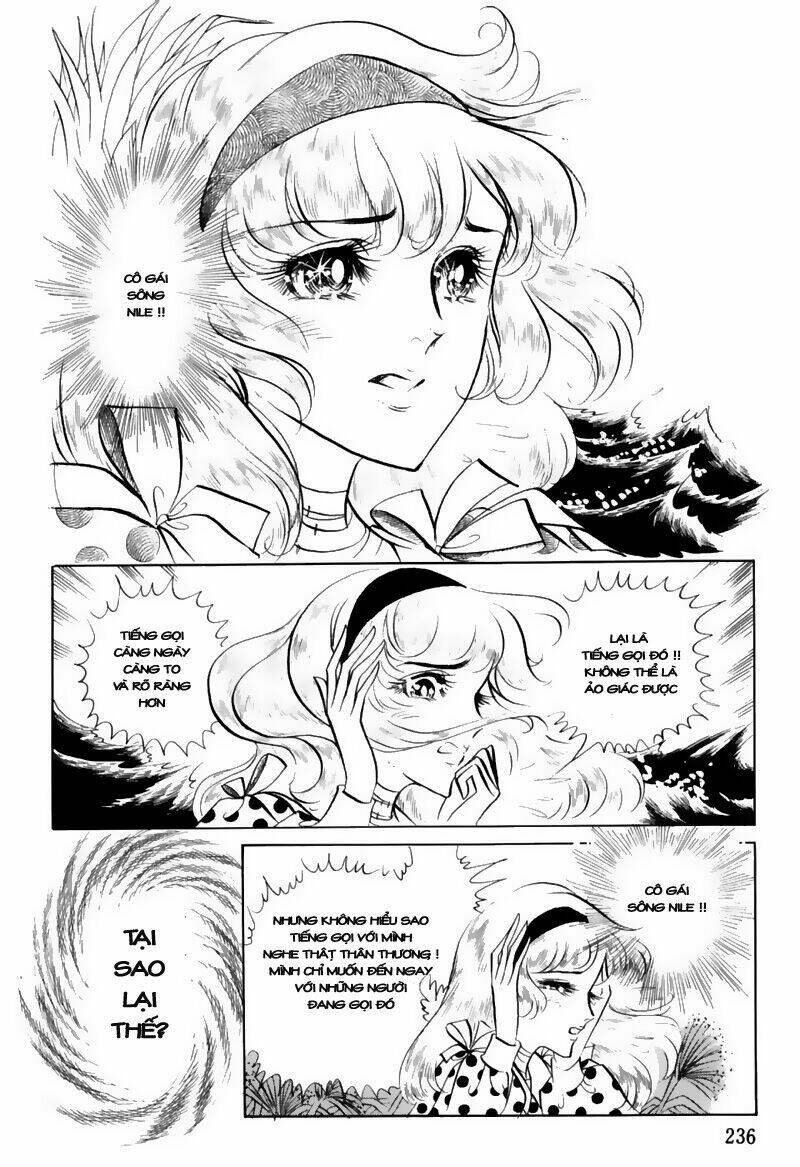 CÔ GÁI
SÔNG
NILE !!
TIẾNG GỌI
CÀNG NGÀY
CÀNG TO
VÀ RÕ RÀNG
HƠN
LẠI LÀ
TIẾNG GỌI ĐÓ !!
KHÔNG THỂ LÀ
ẢO GIÁC ĐƯỢC
TẠI
SAO
LẠI
THẾ?
NHƯNG KHÔNG HIỂU SAO
TIẾNG GỌI VỚI MÌNH
NGHE THẬT THÂN THƯƠNG !
MÌNH CHỈ MUỐN ĐẾN NGAY
VỚI NHỮNG NGƯỜI
ĐANG GỌI ĐÓ
CÔ GÁI
SÔNG NILE !!
236